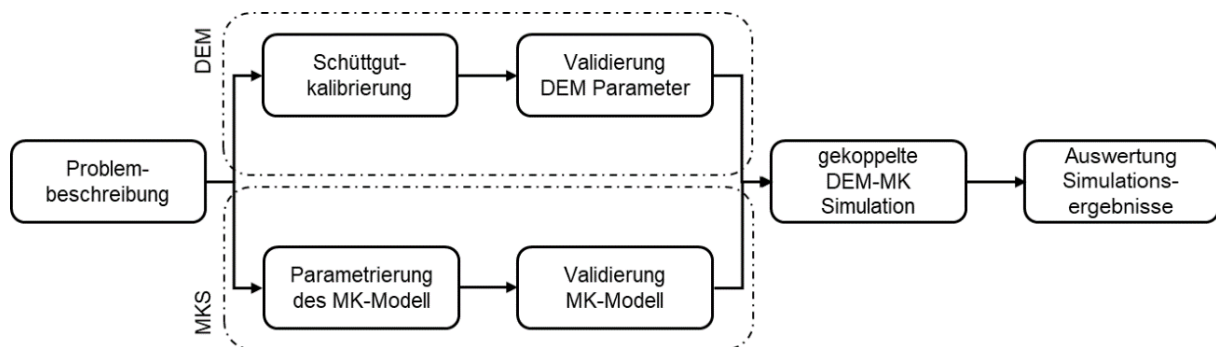 DEM
Schüttgut-
kalibrierung
Validierung
DEM Parameter
Problem-
beschreibung
gekoppelte
DEM-MK
Simulation
Auswertung
Simulations-
ergebnisse
MKS
Parametrierung
des MK-Modell
Validierung
MK-Modell